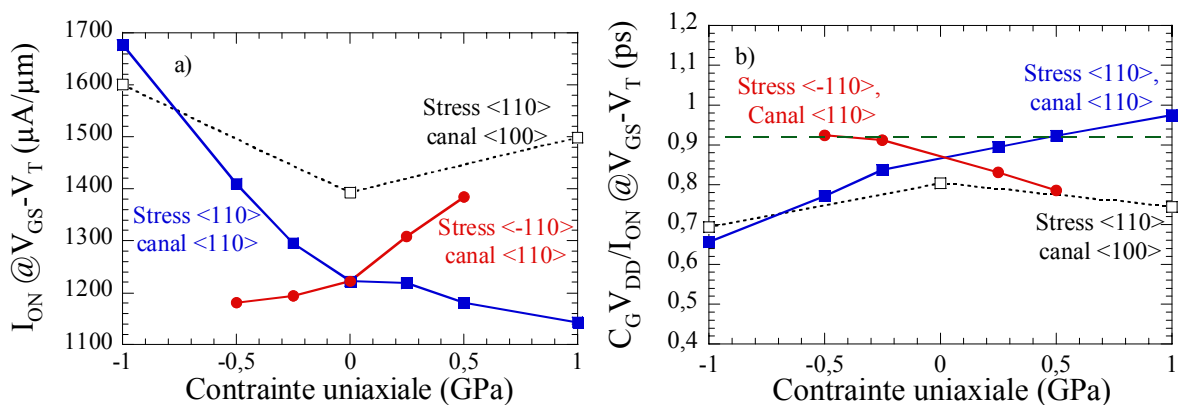 I_ON @V_GS-V_T (µA/µm)
1700
1600
1500
1400
1300
1200
1100
-1
-0,5
0
0,5
1
Contrainte uniaxiale (GPa)
a)
Stress <110>
canal <100>
Stress <110>
canal <110>
Stress <-110>
canal <110>
C_G V_DD/I_ON @V_GS-V_T (ps)
1,2
1,1
1
0,9
0,8
0,7
0,6
0,5
0,4
-1
-0,5
0
0,5
1
Contrainte uniaxiale (GPa)
b)
Stress <-110>,
Canal <110>
Stress <110>,
canal <110>
Stress <110>
canal <100>